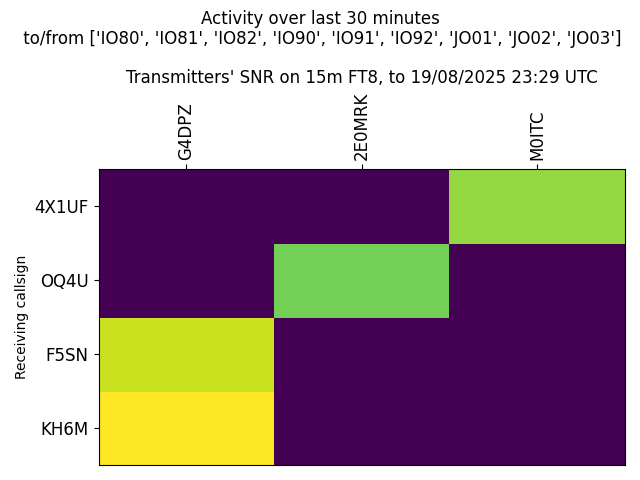 Activity over last 30 minutes
to/from ['IO80', 'IO81', 'IO82', 'IO90', 'IO91', 'IO92', 'JO01', 'JO02', 'JO03']
Transmitters' SNR on 15m FT8, to 19/08/2025 23:29 UTC
G4DPZ
2E0MRK
M0ITC
Receiving callsign
4X1UF
OQ4U
F5SN
KH6M